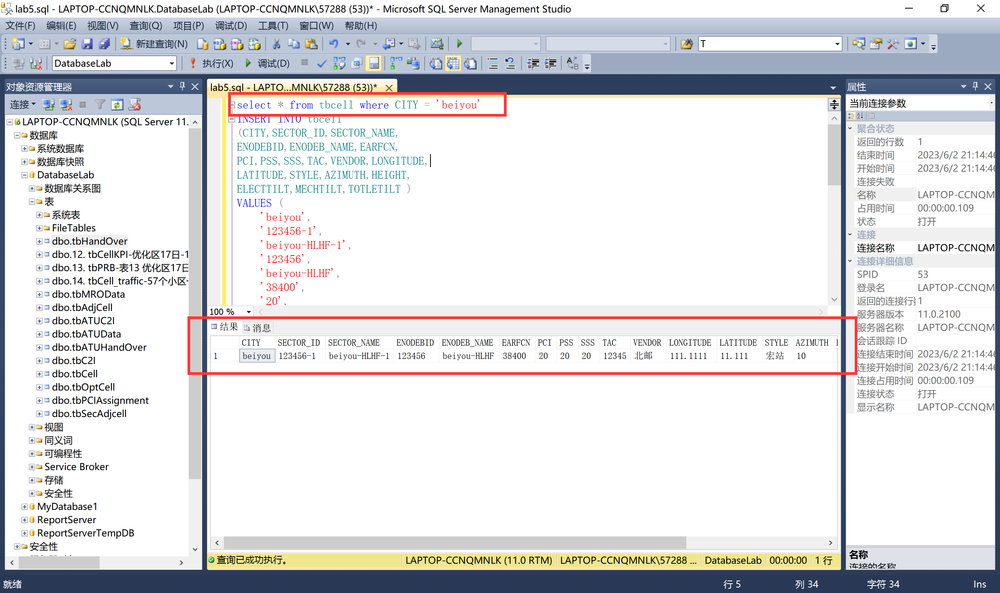 lab5.sql - LAPTOP-CCNQMNLK.DatabaseLab (LAPTOP-CCNQMNLK\57288 (53))* - Microsoft SQL Server Management Studio
文件(F) 编辑(E) 视图(V) 查询(Q) 项目(P) 调试(D) 工具(T) 窗口(W) 帮助(H)
新建查询(N) T
DatabaseLab 执行(X) 调试(D)
对象资源管理器
连接
LAPTOP-CCNQMNLK (SQL Server 11.
数据库
系统数据库
数据库快照
DatabaseLab
数据库关系图
表
系统表
FileTables
dbo.tbHandOver
dbo.12. tbCellKPI-优化区17日-1
dbo.13. tbPRB-表13 优化区17日
dbo.14. tbCell_traffic-57个小区-
dbo.tbMROData
dbo.tbAdjCell
dbo.tbATUC2I
dbo.tbATUData
dbo.tbATUHandOver
dbo.tbC2I
dbo.tbCell
dbo.tbOptCell
dbo.tbPCIAssignment
dbo.tbSecAdjcell
视图
同义词
可编程性
Service Broker
存储
安全性
MyDatabase1
ReportServer
ReportServerTempDB
安全性
lab5.sql - LAPTO...MNLK\57288 (53))*
select * from tbcell where CITY = 'beiyou'
INSERT INTO tbcell
(CITY,SECTOR_ID,SECTOR_NAME,
ENODEBID,ENODEB_NAME,EARFCN,
PCI,PSS,SSS,TAC,VENDOR,LONGITUDE,
LATITUDE,STYLE,AZIMUTH,HEIGHT,
ELECTTILT,MECHTILT,TOTLETILT )
VALUES (
'beiyou',
'123456-1',
'beiyou-HLHF-1',
'123456',
'beiyou-HLHF',
'38400',
'20',
100 %
结果 消息
CITY SECTOR_ID SECTOR_NAME ENODEBID ENODEB_NAME EARFCN PCI PSS SSS TAC VENDOR LONGITUDE LATITUDE STYLE AZIMUTH
1 beiyou 123456-1 beiyou-HLHF-1 123456 beiyou-HLHF 38400 20 20 20 12345 北邮 111.1111 11.111 宏站 10
查询已成功执行。 LAPTOP-CCNQMNLK (11.0 RTM) LAPTOP-CCNQMNLK\57288 ... DatabaseLab 00:00:00 1 行
属性
当前连接参数
聚合状态
返回的行数 1
结束时间 2023/6/2 21:14:46
开始时间 2023/6/2 21:14:46
连接失败
名称 LAPTOP-CCNQM
占用时间 00:00:00.109
状态 打开
连接
连接名称 LAPTOP-CCNQM
连接详细信息
SPID 53
登录名 LAPTOP-CCNQM
返回的连接行 1
服务器版本 11.0.2100
服务器名称 LAPTOP-CCNQM
会话跟踪 ID
连接结束时间 2023/6/2 21:14:46
连接开始时间 2023/6/2 21:14:46
连接占用时间 00:00:00.109
连接状态 打开
显示名称 LAPTOP-CCNQM
名称
连接的名称
就绪 行 5 列 34 字符 34 Ins